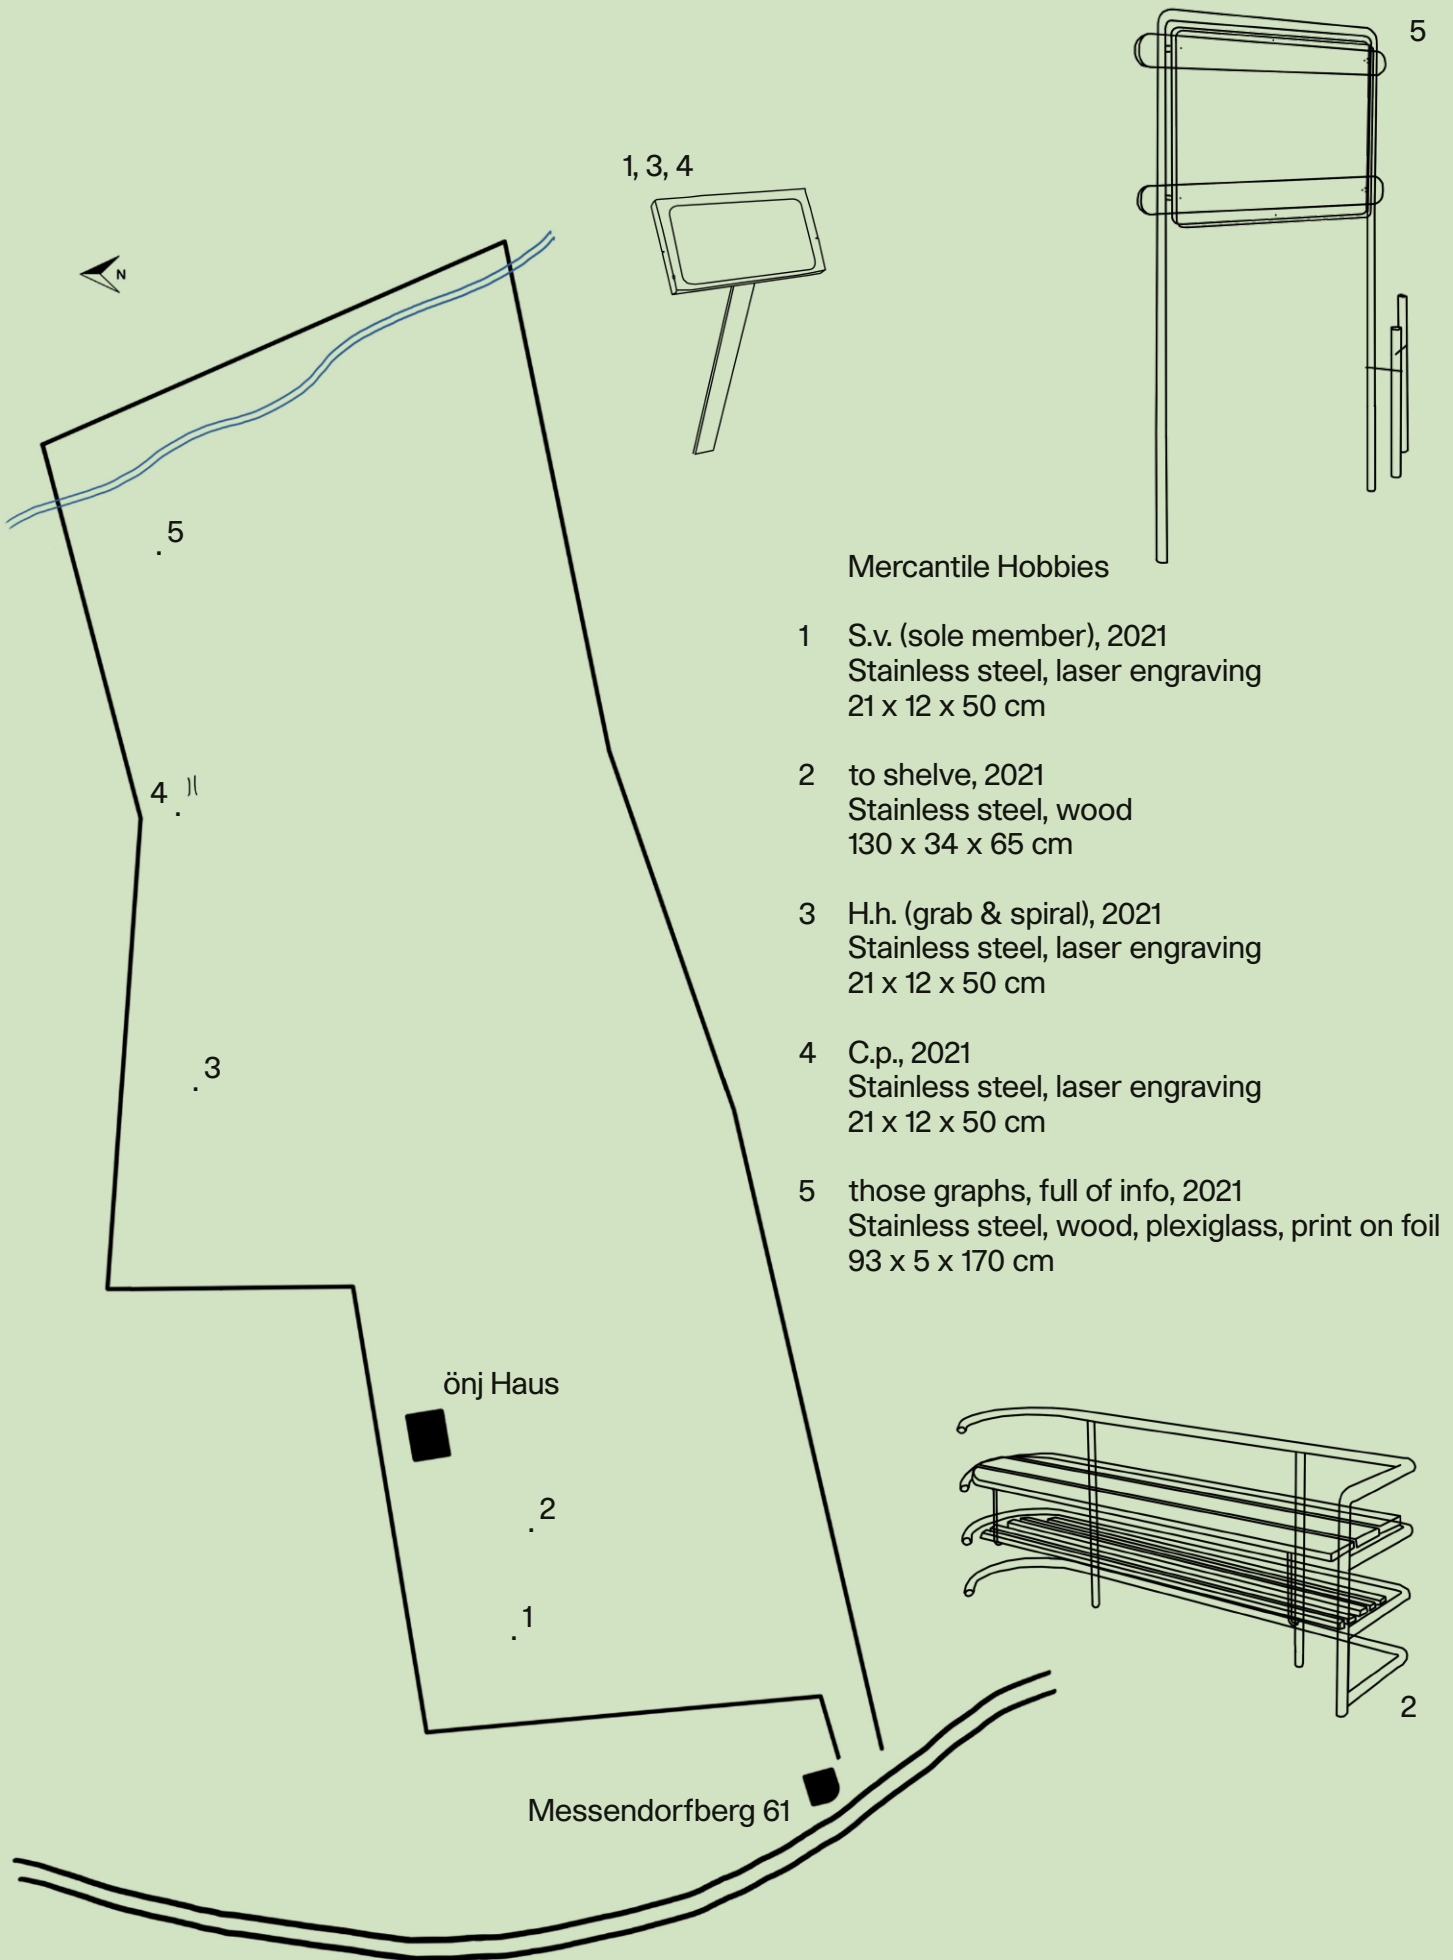 5
1, 3, 4
N
5
Mercantile Hobbies
1 S.v. (sole member), 2021
Stainless steel, laser engraving
21 x 12 x 50 cm
2 to shelve, 2021
Stainless steel, wood
130 x 34 x 65 cm
4
3 H.h. (grab & spiral), 2021
Stainless steel, laser engraving
21 x 12 x 50 cm
3
4 C.p., 2021
Stainless steel, laser engraving
21 x 12 x 50 cm
5 those graphs, full of info, 2021
Stainless steel, wood, plexiglass, print on foil
93 x 5 x 170 cm
önj Haus
2
1
2
Messendorfberg 61